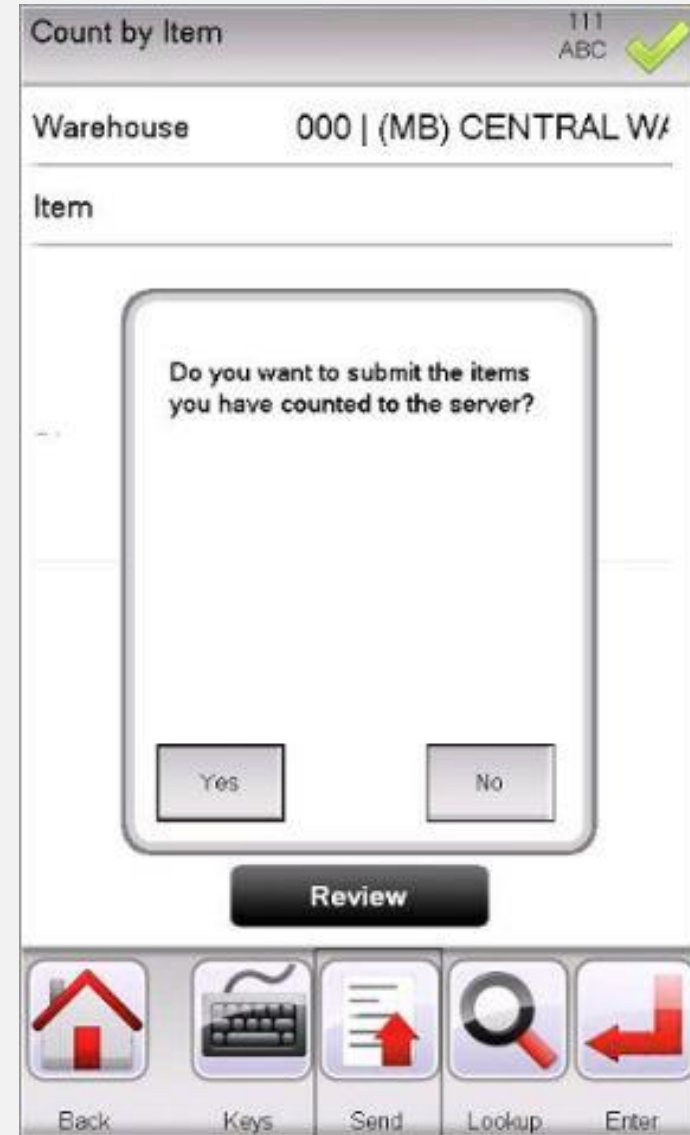 Count by Item
111
ABC
Warehouse 000 | (MB) CENTRAL WA
Item
Do you want to submit the items
you have counted to the server?
Yes No
Review
Back Keys Send Lookup Enter